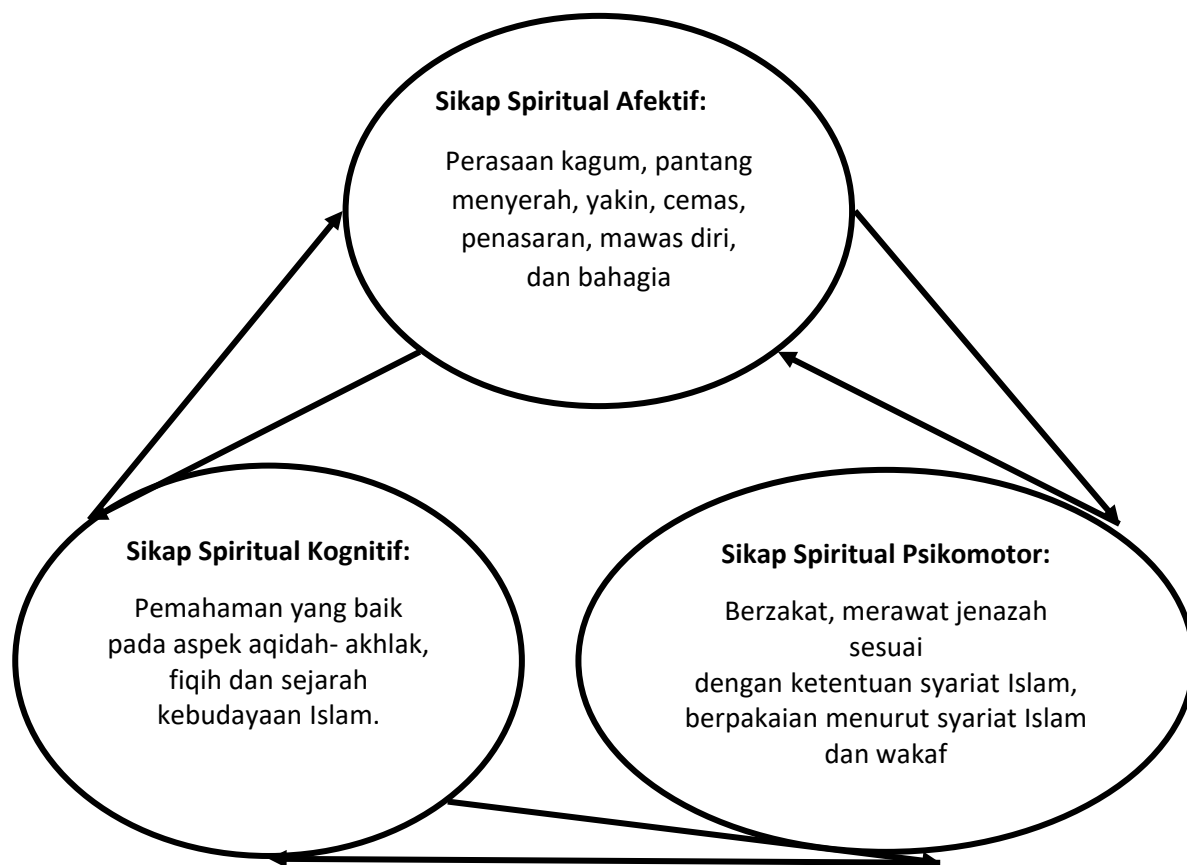 Sikap Spiritual Afektif:
Perasaan kagum, pantang
menyerah, yakin, cemas,
penasaran, mawas diri,
dan bahagia
Sikap Spiritual Kognitif:
Pemahaman yang baik
pada aspek aqidah- akhlak,
fiqih dan sejarah
kebudayaan Islam.
Sikap Spiritual Psikomotor:
Berzakat, merawat jenazah
sesuai
dengan ketentuan syariat Islam,
berpakaian menurut syariat Islam
dan wakaf